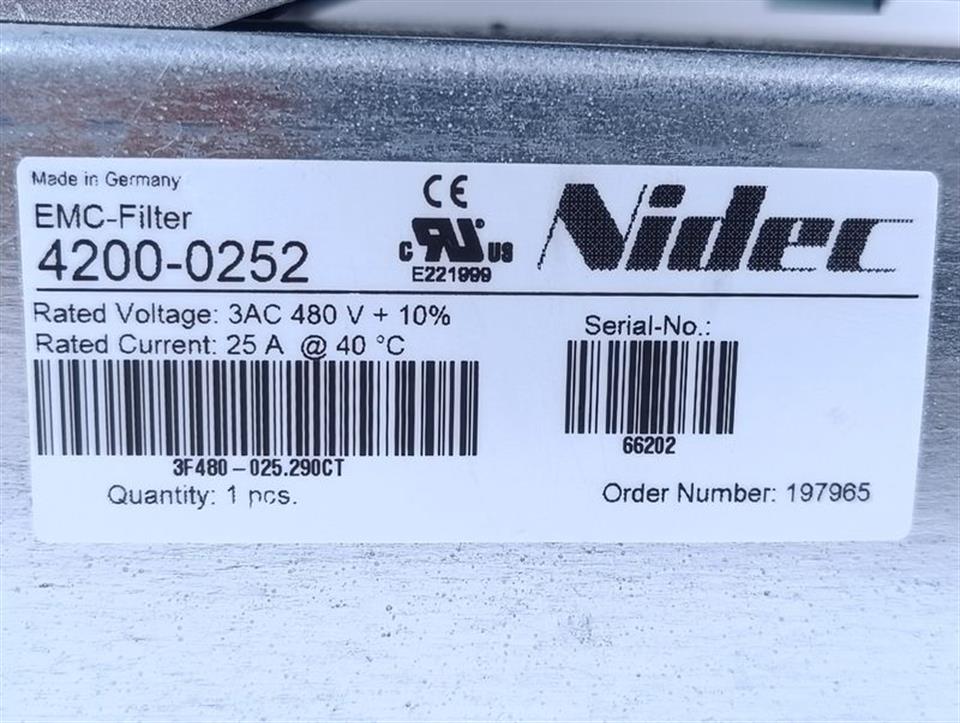 Made in Germany
EMC-Filter
4200-0252
CE
c RU US
E221999
Nidec
Rated Voltage: 3AC 480 V + 10%
Rated Current: 25 A @ 40 °C
3F480-025.290CT
Quantity: 1 pcs.
Serial-No.:
66202
Order Number: 197965